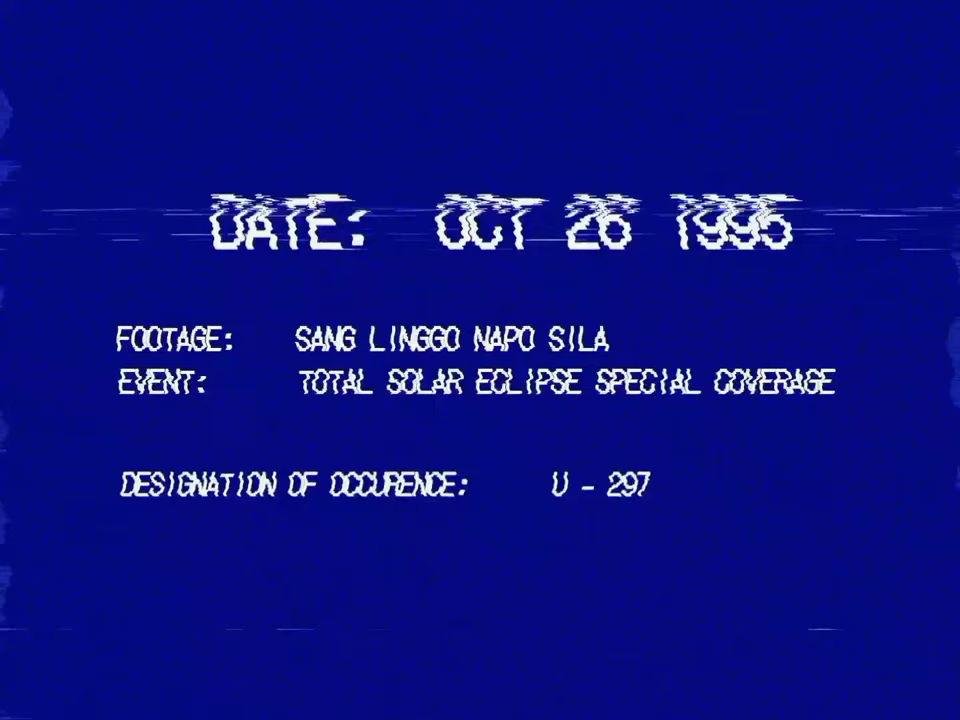 DATE: OCT 26 1995
FOOTAGE: SANG LINGGO NAPO SILA
EVENT: TOTAL SOLAR ECLIPSE SPECIAL COVERAGE
DESIGNATION OF OCCURENCE: U - 297